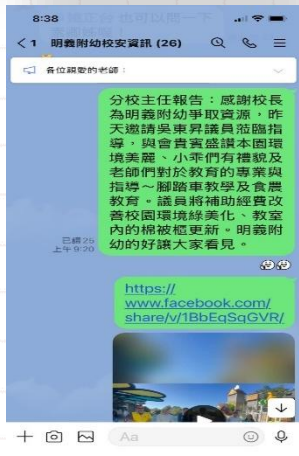 8:38
< 1 明義附幼校安資訊 (26)
各位親愛的老師：
分校主任報告：感謝校長
為明義附幼爭取資源，昨
天邀請吳東昇議員蒞臨指
導，與會貴賓盛讚本園環
境美麗、小乖們有禮貌及
老師們對於教育的專業與
指導～腳踏車教學及食農
教育。議員將補助經費改
善校園環境綠美化、教室
內的棉被櫃更新。明義附
幼的好讓大家看見。
已讀 25
上午 9:20
https://
www.facebook.com/
share/v/1BbEqSqGVR/
Aa